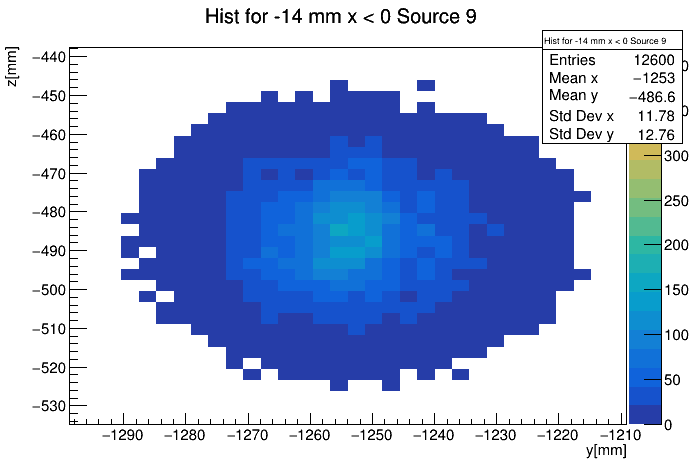 Hist for -14 mm x < 0 Source 9
Hist for -14 mm x < 0 Source 9
Entries 12600
Mean x −1253
Mean y −486.6
Std Dev x 11.78
Std Dev y 12.76
z[mm]
−440
−450
−460
−470
−480
−490
−500
−510
−520
−530
300
250
200
150
100
50
0
−1290 −1280 −1270 −1260 −1250 −1240 −1230 −1220 −1210
y[mm]